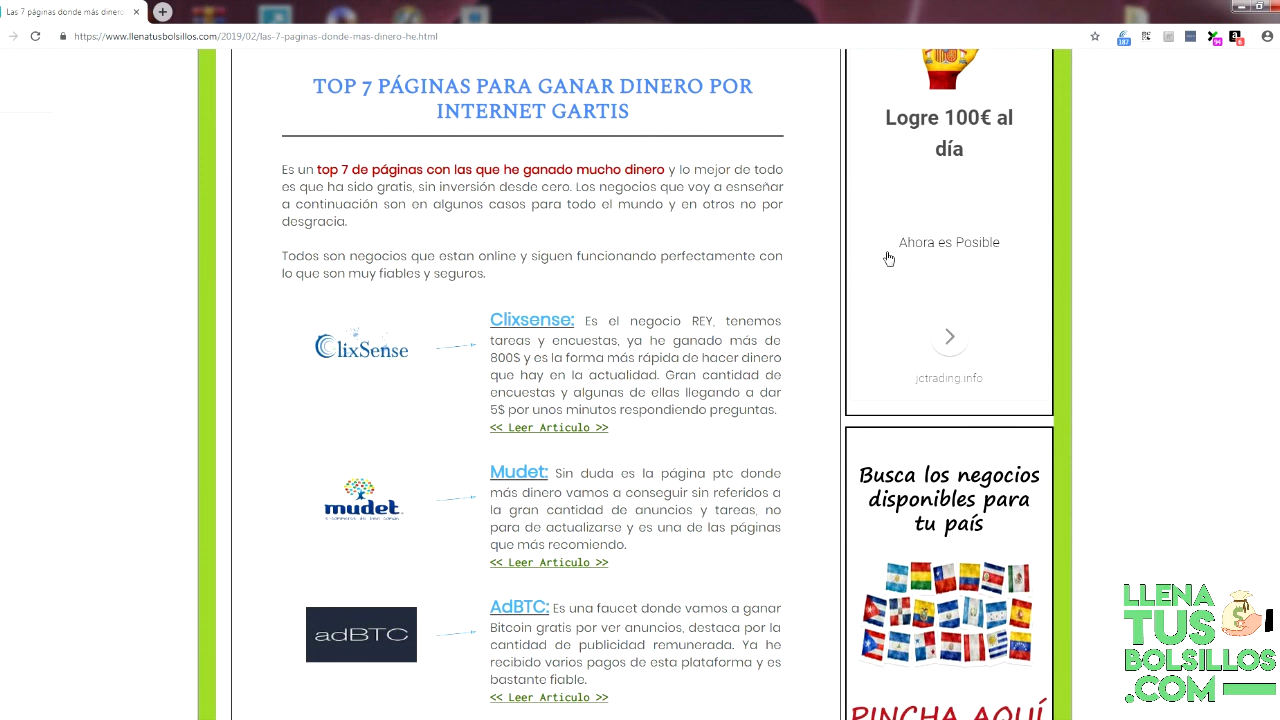 Las 7 páginas donde más dinero
https://www.llenatusbolsillos.com/2019/02/las-7-paginas-donde-mas-dinero-he.html
187
94
6
TOP 7 PÁGINAS PARA GANAR DINERO POR
INTERNET GARTIS
Es un top 7 de páginas con las que he ganado mucho dinero y lo mejor de todo
es que ha sido gratis, sin inversión desde cero. Los negocios que voy a esnseñar
a continuación son en algunos casos para todo el mundo y en otros no por
desgracia.
Todos son negocios que estan online y siguen funcionando perfectamente con
lo que son muy fiables y seguros.
ClixSense
Clixsense: Es el negocio REY, tenemos
tareas y encuestas, ya he ganado más de
800$ y es la forma más rápida de hacer dinero
que hay en la actualidad. Gran cantidad de
encuestas y algunas de ellas llegando a dar
5$ por unos minutos respondiendo preguntas.
<< Leer Articulo >>
mudet
Mudet: Sin duda es la página ptc donde
más dinero vamos a conseguir sin referidos a
la gran cantidad de anuncios y tareas, no
para de actualizarse y es una de las páginas
que más recomiendo.
<< Leer Articulo >>
adBTC
AdBTC: Es una faucet donde vamos a ganar
Bitcoin gratis por ver anuncios, destaca por la
cantidad de publicidad remunerada. Ya he
recibido varios pagos de esta plataforma y es
bastante fiable.
<< Leer Articulo >>
Logre 100€ al
día
Ahora es Posible
jctrading.info
Busca los negocios
disponibles para
tu país
PINCHA AQUÍ
LLENA
TUS
BOLSILLOS
.COM